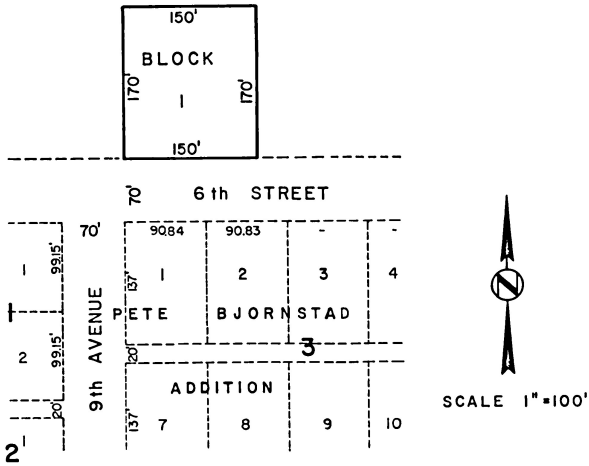 150'
BLOCK
170' 1 170'
150'
70' 6th STREET
70' 90.84 90.83 - -
1 99.15' 137' 1 2 3 4
1 PETE BJORNSTAD
2 99.15' 9th AVENUE 20' 3
ADDITION
20' 137' 7 8 9 10
1
2
N
SCALE 1"=100'